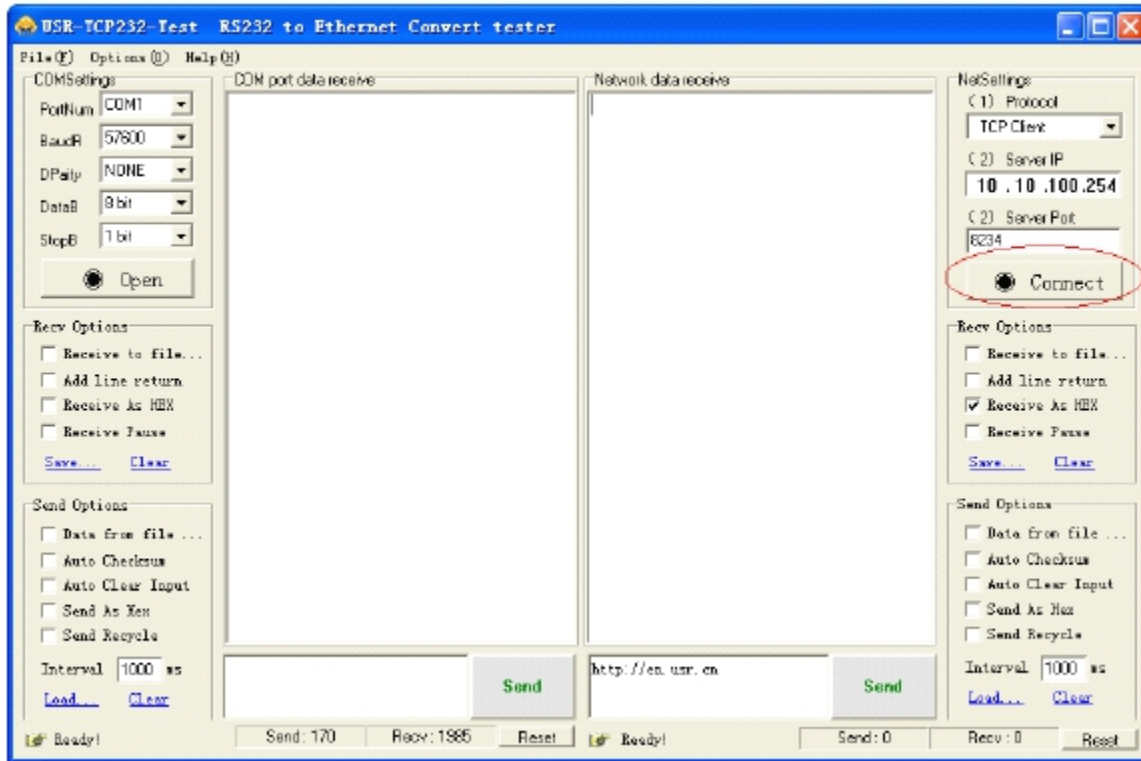 USR-TCP232-Test RS232 to Ethernet Convert tester
File(F) Options(O) Help(H)
COMSettings
PortNum COM1
BaudR 57600
DPaity NONE
DataB 8 bit
StopB 1 bit
Open
Recv Options
Receive to file...
Add line return
Receive As HEX
Receive Pause
Save... Clear
Send Options
Data from file ...
Auto Checksum
Auto Clear Input
Send As Hex
Send Recycle
Interval 1000 ms
Load... Clear
COM port data receive
Send
Network data receive
http://en.usr.cn
Send
NetSettings
(1) Protocol
TCP Client
(2) Server IP
10 .10 .100.254
(2) Server Port
8234
Connect
Recv Options
Receive to file...
Add line return
Receive As HEX
Receive Pause
Save... Clear
Send Options
Data from file ...
Auto Checksum
Auto Clear Input
Send As Hex
Send Recycle
Interval 1000 ms
Load... Clear
Ready! Send : 170 Recv : 1985 Reset
Ready! Send : 0 Recv : 0 Reset